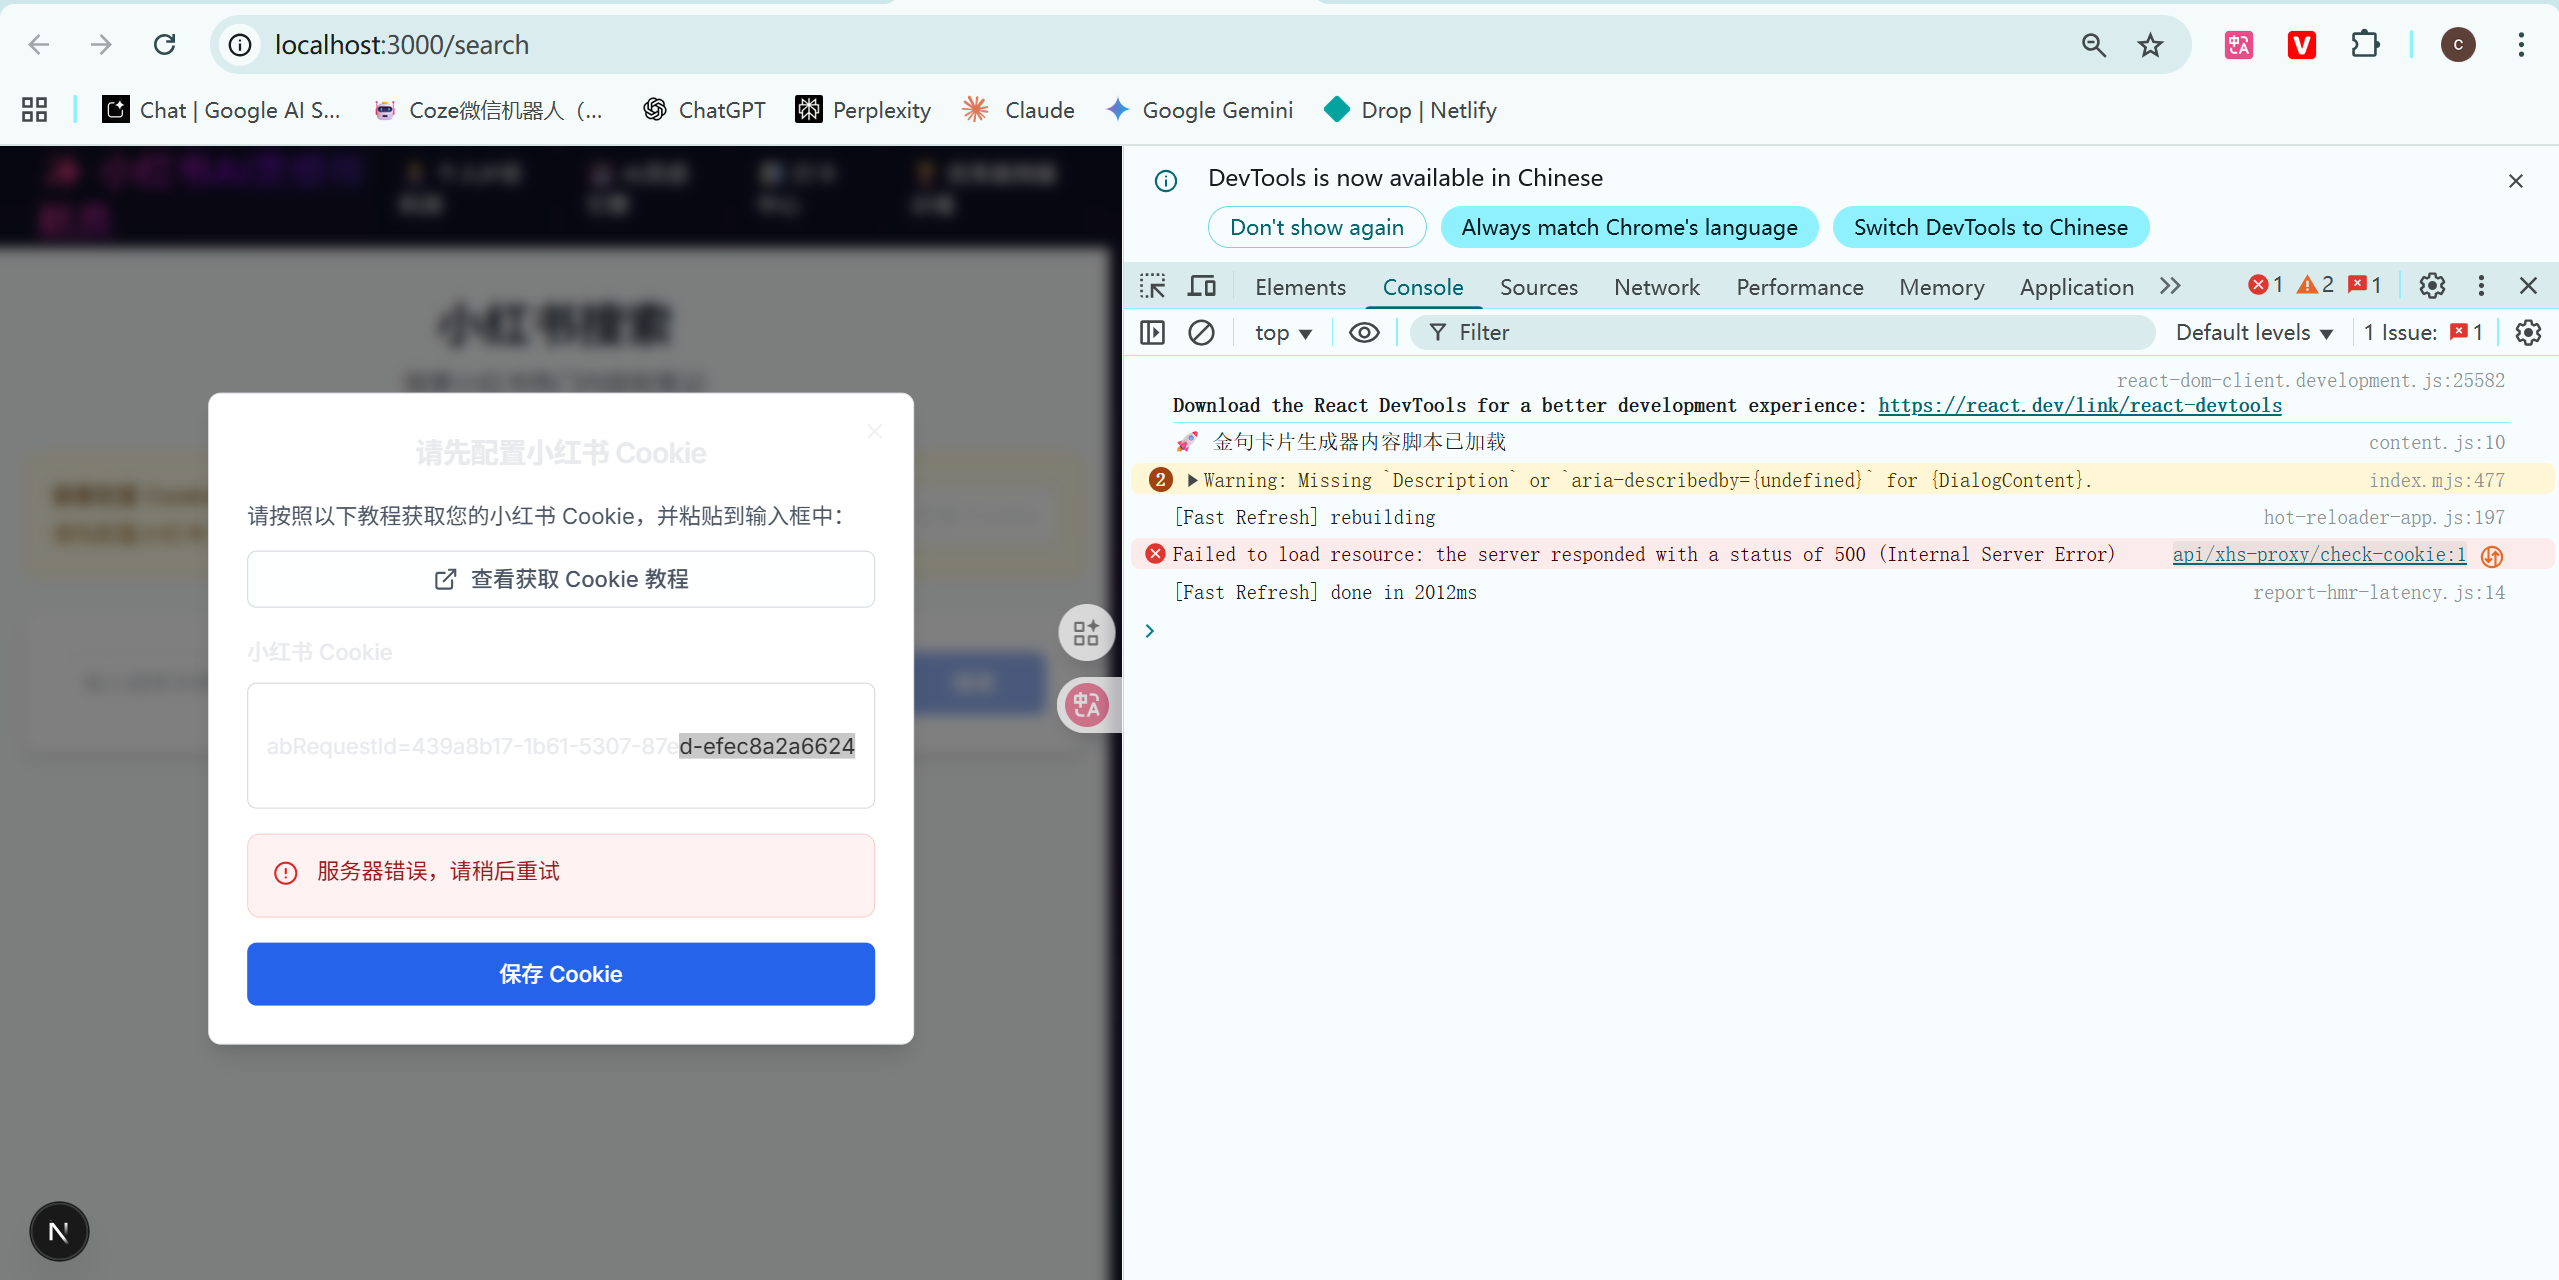 localhost:3000/search
c
Chat | Google AI S...
Coze微信机器人（...
ChatGPT
Perplexity
Claude
Google Gemini
Drop | Netlify
小红书搜索
请先配置小红书 Cookie
请按照以下教程获取您的小红书 Cookie，并粘贴到输入框中：
查看获取 Cookie 教程
小红书 Cookie
abRequestId=439a8b17-1b61-5307-87ed-efec8a2a6624
服务器错误，请稍后重试
保存 Cookie
N
DevTools is now available in Chinese
Don't show again
Always match Chrome's language
Switch DevTools to Chinese
Elements
Console
Sources
Network
Performance
Memory
Application
1
2
1
top
Filter
Default levels
1 Issue: 1
react-dom-client.development.js:25582
Download the React DevTools for a better development experience: https://react.dev/link/react-devtools
🚀 金句卡片生成器内容脚本已加载 content.js:10
2 Warning: Missing `Description` or `aria-describedby={undefined}` for {DialogContent}. index.mjs:477
[Fast Refresh] rebuilding hot-reloader-app.js:197
Failed to load resource: the server responded with a status of 500 (Internal Server Error) api/xhs-proxy/check-cookie:1
[Fast Refresh] done in 2012ms report-hmr-latency.js:14